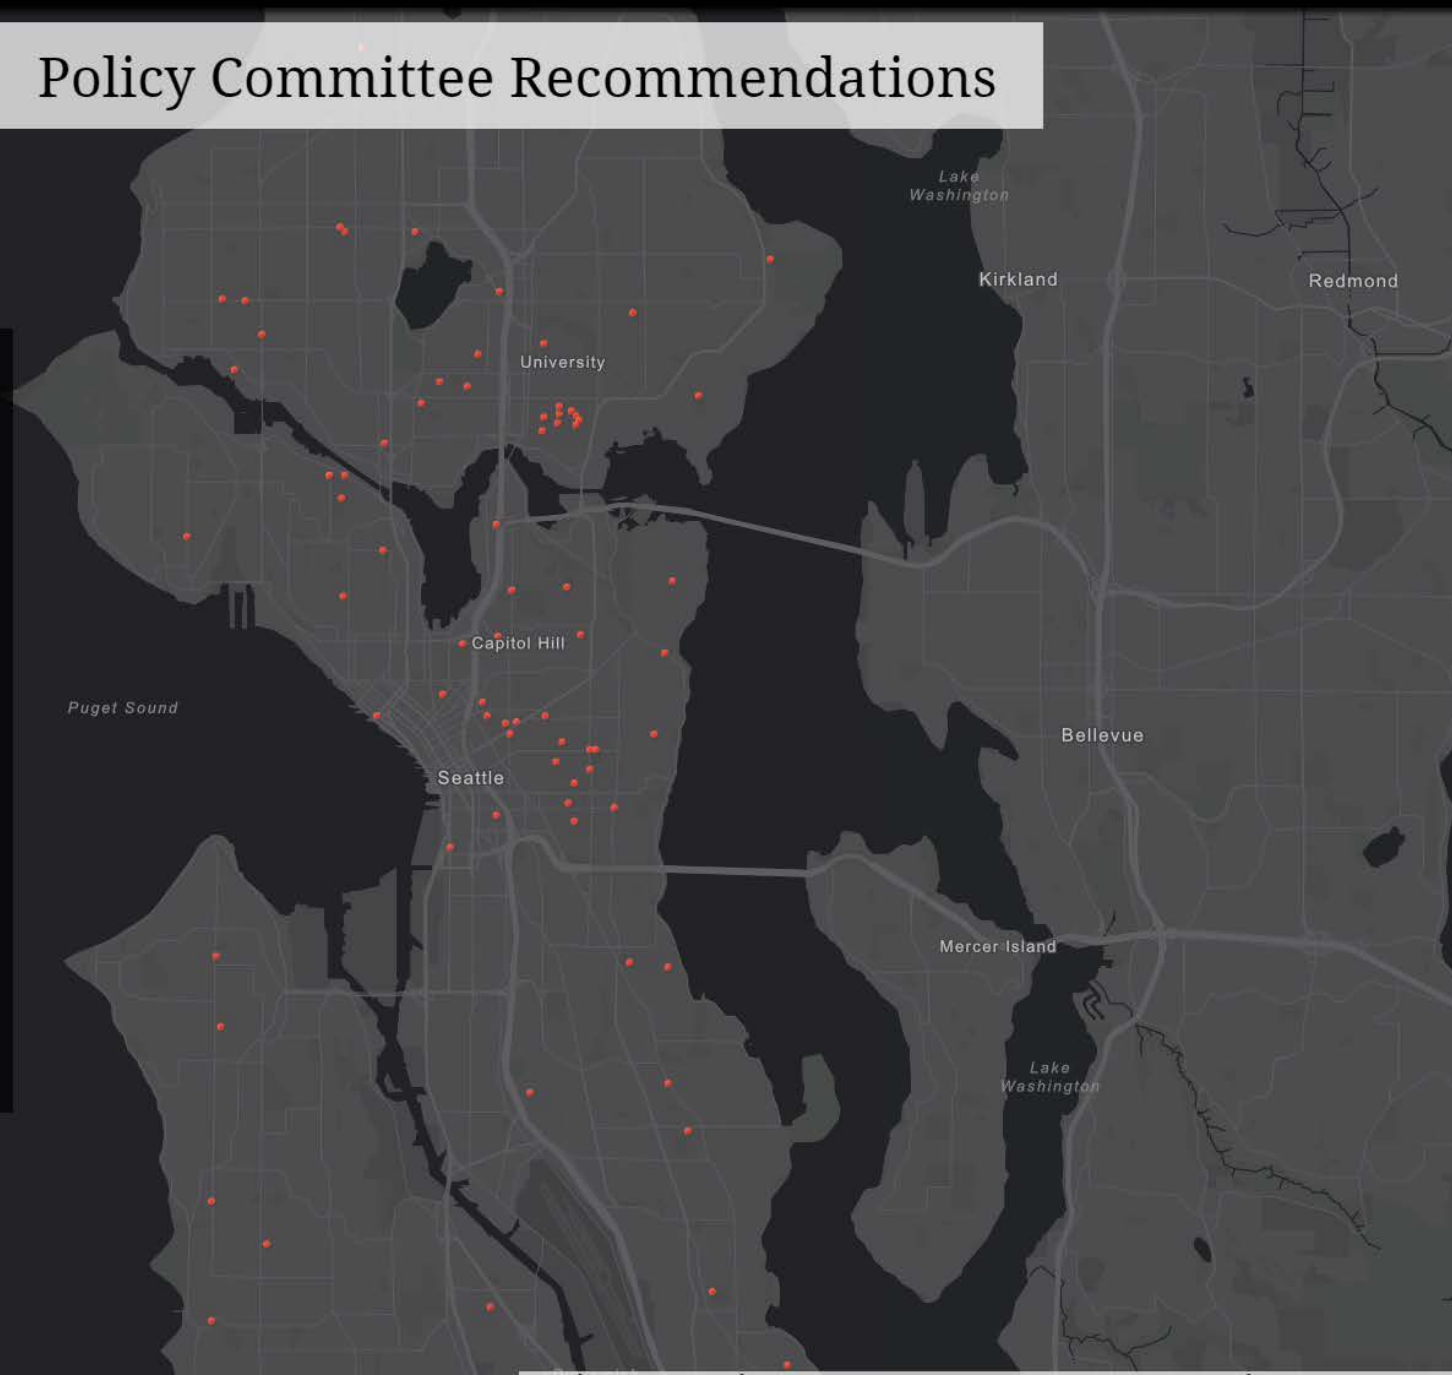 Policy Committee Recommendations
Lake
Washington
Kirkland
Redmond
University
Capitol Hill
Puget Sound
Bellevue
Seattle
Mercer Island
Lake
Washington